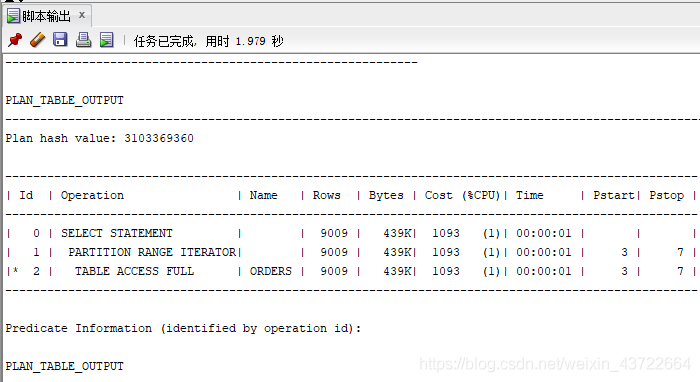 脚本输出 x
任务已完成, 用时 1.979 秒
--------------------------------------------------------------
PLAN_TABLE_OUTPUT
--------------------------------------------------------------------------------------------------------
Plan hash value: 3103369360
--------------------------------------------------------------------------------------------------------
| Id  | Operation                | Name   | Rows  | Bytes | Cost (%CPU)| Time     | Pstart| Pstop |
--------------------------------------------------------------------------------------------------------
|   0 | SELECT STATEMENT         |        |  9009 |   439K|  1093   (1)| 00:00:01 |       |       |
|   1 |  PARTITION RANGE ITERATOR|        |  9009 |   439K|  1093   (1)| 00:00:01 |     3 |     7 |
|*  2 |   TABLE ACCESS FULL      | ORDERS |  9009 |   439K|  1093   (1)| 00:00:01 |     3 |     7 |
--------------------------------------------------------------------------------------------------------
Predicate Information (identified by operation id):
PLAN_TABLE_OUTPUT
https://blog.csdn.net/weixin_43722664